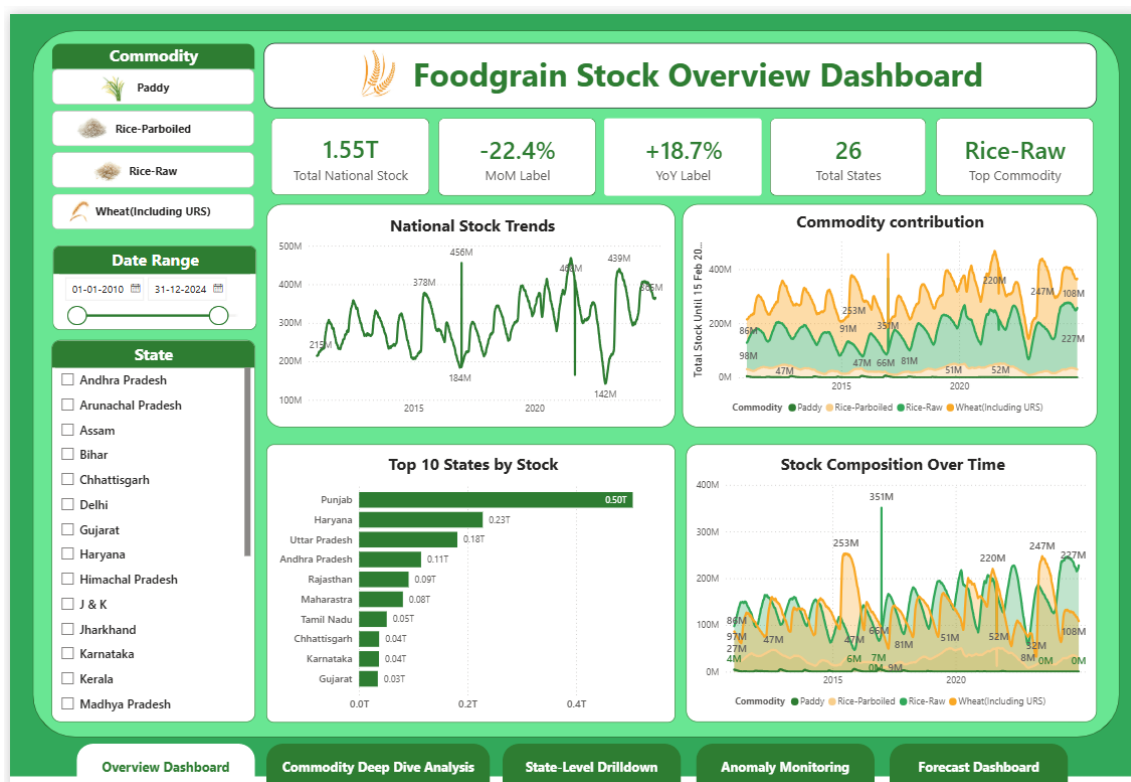 Commodity
Paddy
Rice-Parboiled
Rice-Raw
Wheat(Including URS)
Date Range
01-01-2010 31-12-2024
State
Andhra Pradesh
Arunachal Pradesh
Assam
Bihar
Chhattisgarh
Delhi
Gujarat
Haryana
Himachal Pradesh
J & K
Jharkhand
Karnataka
Kerala
Madhya Pradesh
Foodgrain Stock Overview Dashboard
1.55T
Total National Stock
-22.4%
MoM Label
+18.7%
YoY Label
26
Total States
Rice-Raw
Top Commodity
National Stock Trends
500M
400M
300M
200M
100M
215M
378M
456M
184M
439M
142M
365M
2015 2020
Commodity contribution
Total Stock Until 15 Feb 20...
400M
200M
0M
86M
98M
47M
253M
91M
47M
351M
66M
81M
51M
220M
52M
247M
108M
227M
2015 2020
Commodity Paddy Rice-Parboiled Rice-Raw Wheat(Including URS)
Top 10 States by Stock
Punjab 0.50T
Haryana 0.23T
Uttar Pradesh 0.18T
Andhra Pradesh 0.11T
Rajasthan 0.09T
Maharastra 0.08T
Tamil Nadu 0.05T
Chhattisgarh 0.04T
Karnataka 0.04T
Gujarat 0.03T
0.0T 0.2T 0.4T
Stock Composition Over Time
400M
300M
200M
100M
0M
86M
97M
27M
4M
47M
253M
47M
6M
351M
66M
7M
0M
9M
81M
51M
220M
52M
247M
32M
8M
0M
227M
108M
0M
2015 2020
Commodity Paddy Rice-Parboiled Rice-Raw Wheat(Including URS)
Overview Dashboard
Commodity Deep Dive Analysis
State-Level Drilldown
Anomaly Monitoring
Forecast Dashboard